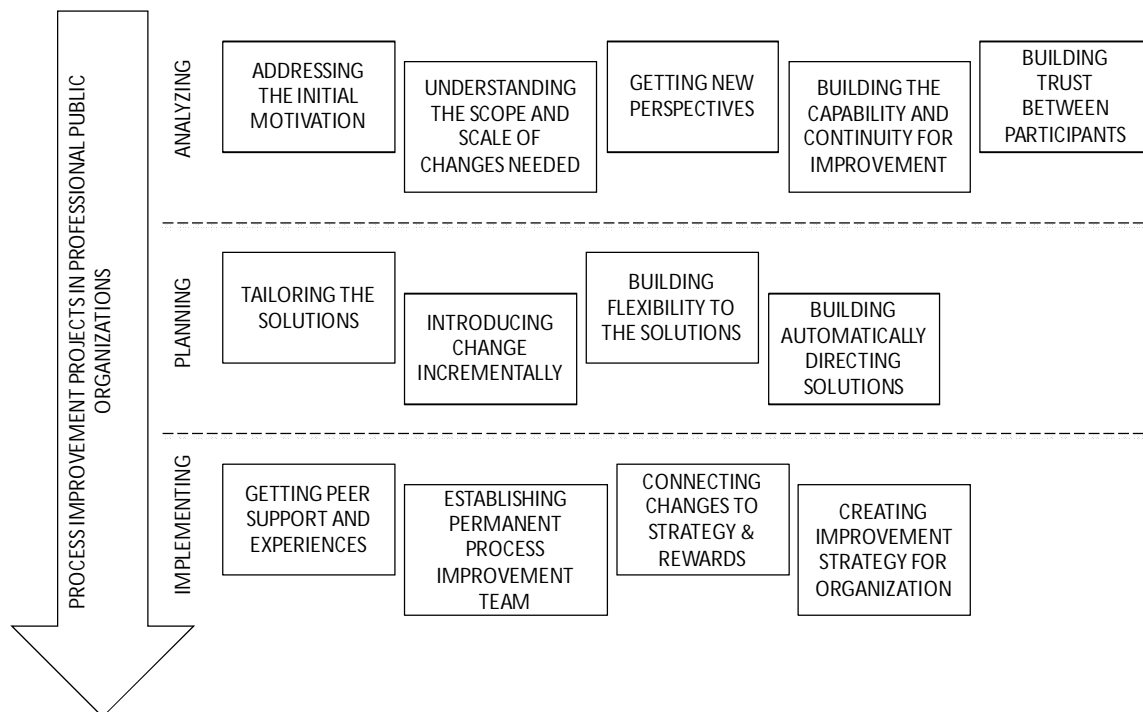 PROCESS IMPROVEMENT PROJECTS IN PROFESSIONAL PUBLIC
ORGANIZATIONS
ANALYZING
ADDRESSING
THE INITIAL
MOTIVATION
UNDERSTANDING
THE SCOPE AND
SCALE OF
CHANGES NEEDED
GETTING NEW
PERSPECTIVES
BUILDING THE
CAPABILITY AND
CONTINUITY FOR
IMPROVEMENT
BUILDING
TRUST
BETWEEN
PARTICIPANTS
PLANNING
TAILORING THE
SOLUTIONS
INTRODUCING
CHANGE
INCREMENTALLY
BUILDING
FLEXIBILITY TO
THE SOLUTIONS
BUILDING
AUTOMATICALLY
DIRECTING
SOLUTIONS
IMPLEMENTING
GETTING PEER
SUPPORT AND
EXPERIENCES
ESTABLISHING
PERMANENT
PROCESS
IMPROVEMENT
TEAM
CONNECTING
CHANGES TO
STRATEGY &
REWARDS
CREATING
IMPROVEMENT
STRATEGY FOR
ORGANIZATION